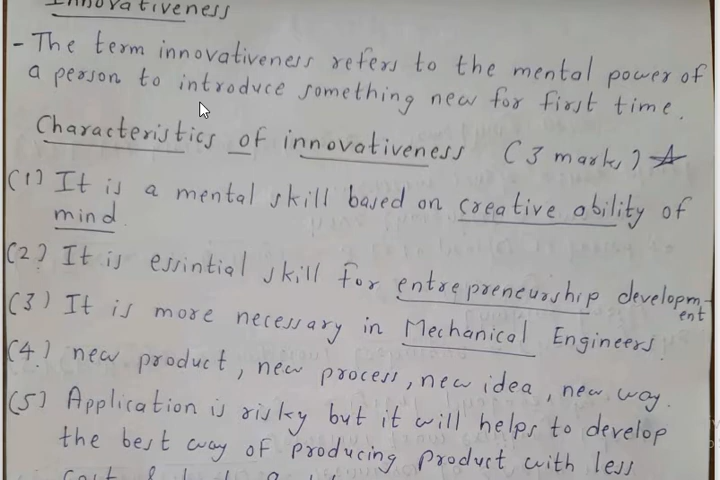 Innovativeness
- The term innovativeness refers to the mental power of
a person to introduce something new for first time.
Characteristics of innovativeness (3 marks) ☆
(1) It is a mental skill based on creative ability of
mind
(2) It is essintial skill for entrepreneurship developm-
ent
(3) It is more necessary in Mechanical Engineers.
(4) new product, new process, new idea, new way.
(5) Application is risky but it will helps to develop
the best way of producing product with less